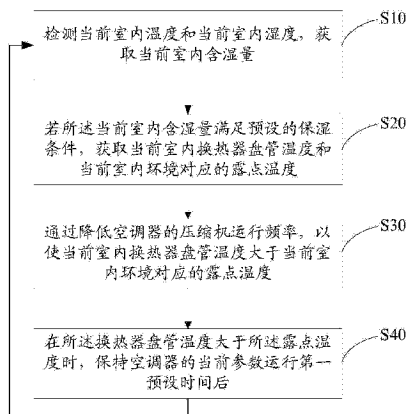 检测当前室内湿度和当前室内湿度，获
取当前室内含湿量
S10
若所述当前室内含湿量满足预设的保湿
条件，获取当前室内换热器盘管温度和
当前室内环境对应的露点温度
S20
通过降低空调器的压缩机运行频率，以
使当前室内换热器盘管温度大于当前室
内环境对应的露点温度
S30
在所述换热器盘管温度大于所述露点温
度时，保持空调器的当前参数运行第一
预设时间后
S40